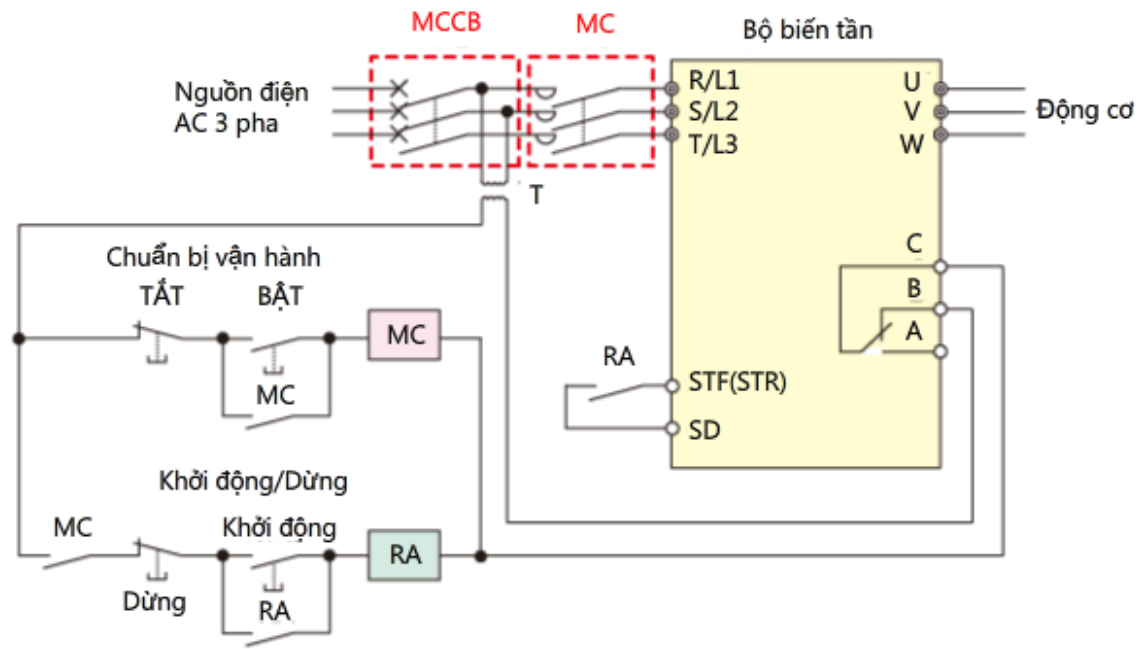 MCCB
MC
Bộ biến tần
Nguồn điện
AC 3 pha
R/L1
S/L2
T/L3
U
V
W
Động cơ
T
Chuẩn bị vận hành
TẮT
BẬT
MC
MC
C
B
A
RA
STF(STR)
SD
Khởi động/Dừng
MC
Khởi động
RA
Dừng
RA